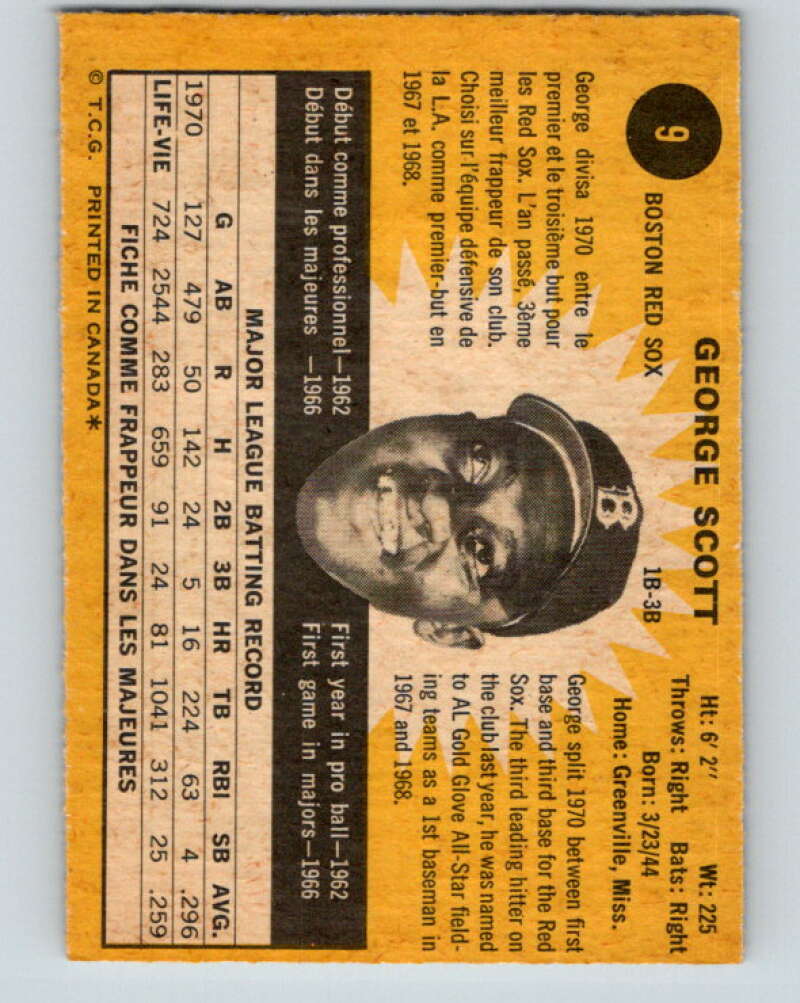 9
GEORGE SCOTT
BOSTON RED SOX
1B-3B
Ht: 6' 2" Wt: 225
Throws: Right Bats: Right
Born: 3/23/44
Home: Greenville, Miss.
George divisa 1970 entre le
premier et le troisième but pour
les Red Sox. L'an passé, 3ème
meilleur frappeur de son club.
Choisi sur l'équipe défensive de
la L.A. comme premier-but en
1967 et 1968.
George split 1970 between first
base and third base for the Red
Sox. The third leading hitter on
the club last year, he was named
to AL Gold Glove All-Star field-
ing teams as a 1st baseman in
1967 and 1968.
B
Début comme professionnel—1962
Début dans les majeures —1966
First year in pro ball—1962
First game in majors—1966
MAJOR LEAGUE BATTING RECORD
G AB R H 2B 3B HR TB RBI SB AVG.
1970 127 479 50 142 24 5 16 224 63 4 .296
LIFE-VIE 724 2544 283 659 91 24 81 1041 312 25 .259
FICHE COMME FRAPPEUR DANS LES MAJEURES
© T.C.G. PRINTED IN CANADA*